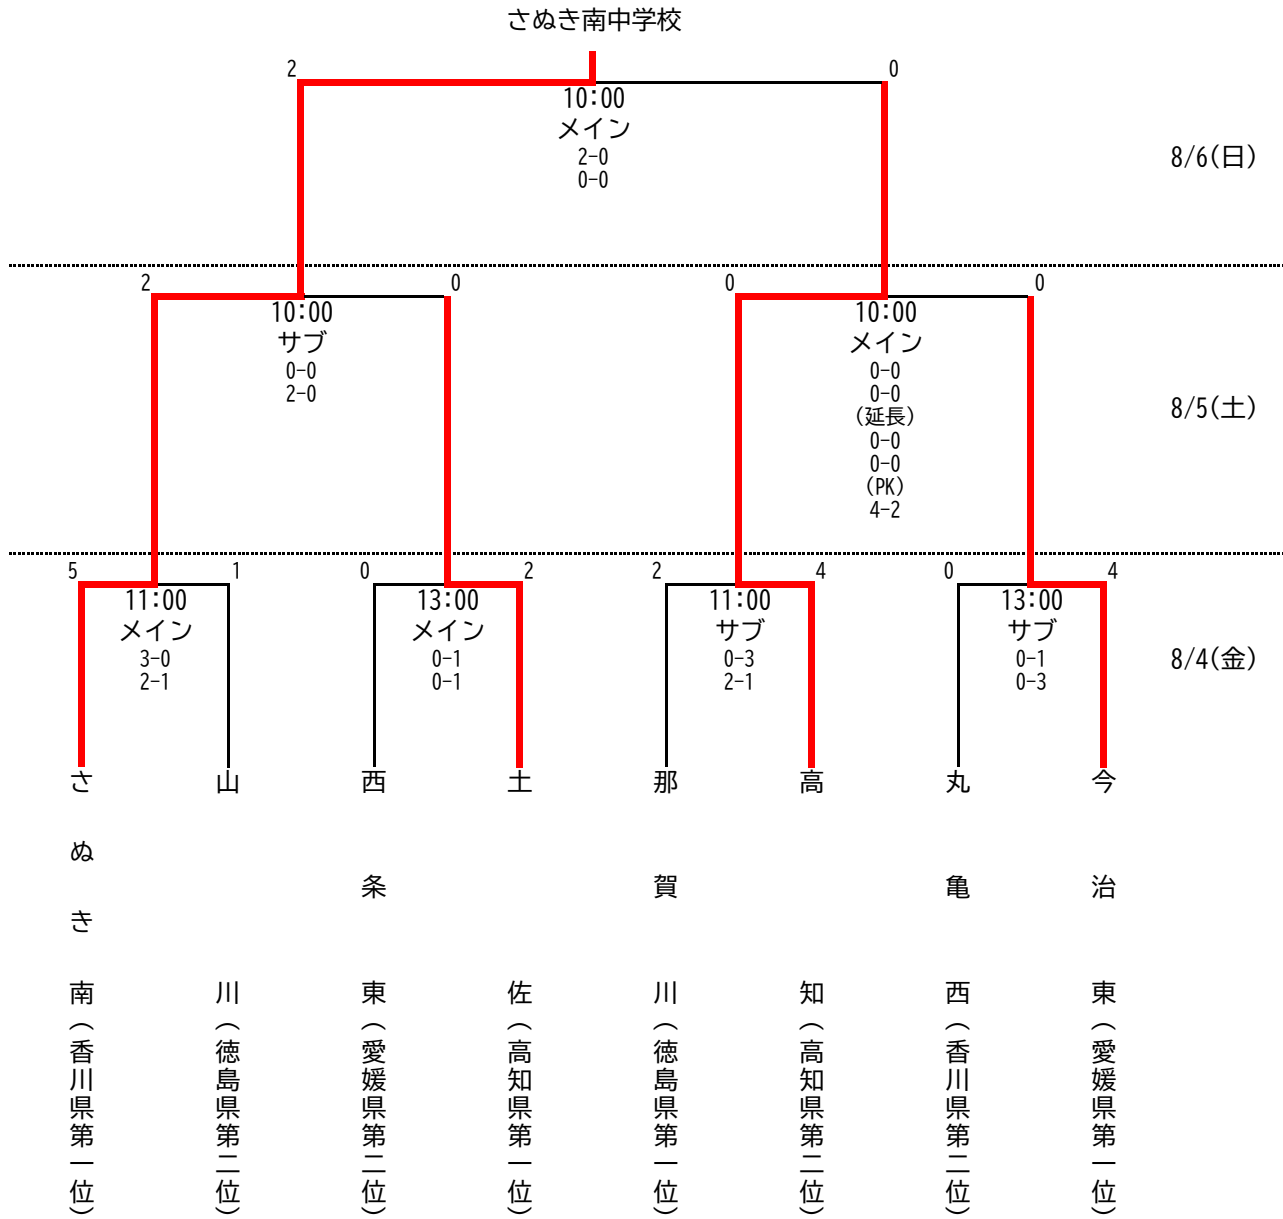 さぬき南中学校
2
0
10:00
メイン
2-0
0-0
8/6(日)
2
0
0
0
10:00
サブ
0-0
2-0
10:00
メイン
0-0
0-0
(延長)
0-0
0-0
(PK)
4-2
8/5(土)
5
1
0
2
2
4
0
4
11:00
メイン
3-0
2-1
13:00
メイン
0-1
0-1
11:00
サブ
0-3
2-1
13:00
サブ
0-1
0-3
8/4(金)
さぬき南(香川県第一位)
山川(徳島県第二位)
西条東(愛媛県第二位)
土佐(高知県第一位)
那賀川(徳島県第一位)
高知(高知県第二位)
丸亀西(香川県第二位)
今治東(愛媛県第一位)